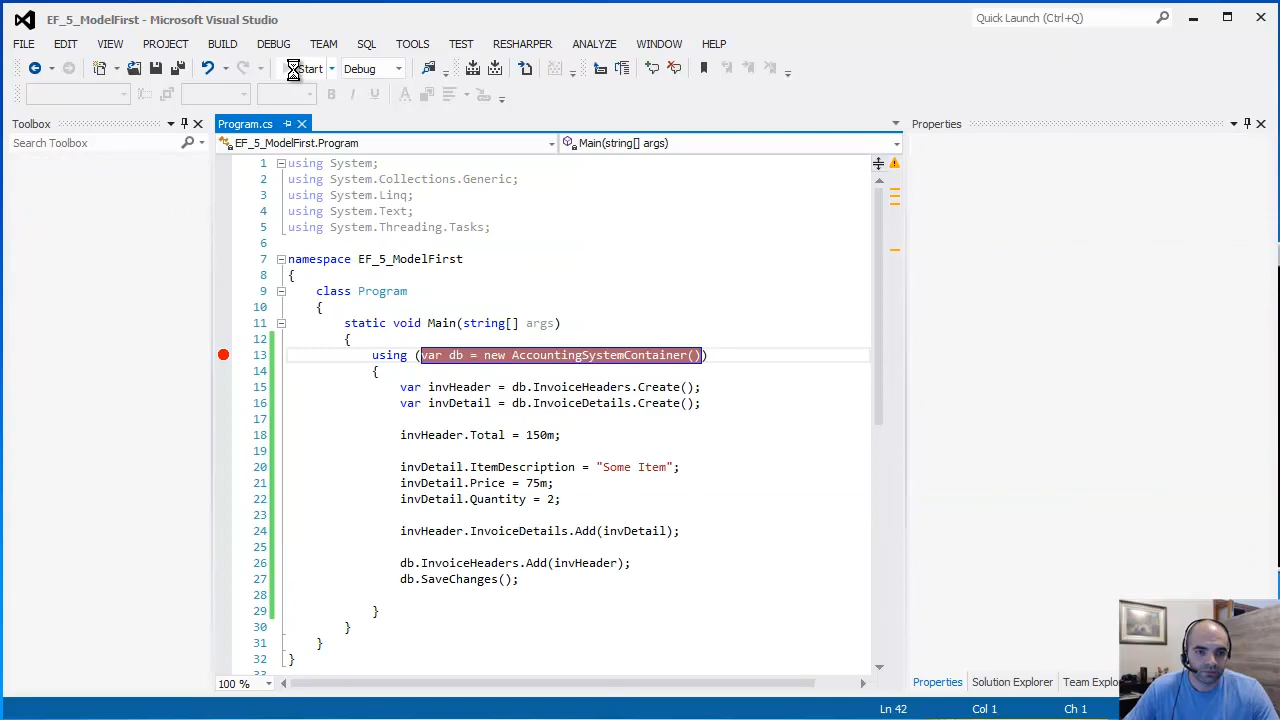 EF_5_ModelFirst - Microsoft Visual Studio
Quick Launch (Ctrl+Q)
FILE EDIT VIEW PROJECT BUILD DEBUG TEAM SQL TOOLS TEST RESHARPER ANALYZE WINDOW HELP
Start Debug
Toolbox
Program.cs
Properties
Search Toolbox
EF_5_ModelFirst.Program
Main(string[] args)
1 using System;
2 using System.Collections.Generic;
3 using System.Linq;
4 using System.Text;
5 using System.Threading.Tasks;
6
7 namespace EF_5_ModelFirst
8 {
9 class Program
10 {
11 static void Main(string[] args)
12 {
13 using (var db = new AccountingSystemContainer())
14 {
15 var invHeader = db.InvoiceHeaders.Create();
16 var invDetail = db.InvoiceDetails.Create();
17
18 invHeader.Total = 150m;
19
20 invDetail.ItemDescription = "Some Item";
21 invDetail.Price = 75m;
22 invDetail.Quantity = 2;
23
24 invHeader.InvoiceDetails.Add(invDetail);
25
26 db.InvoiceHeaders.Add(invHeader);
27 db.SaveChanges();
28
29 }
30 }
31 }
32 }
33
100 %
Properties Solution Explorer Team Explo
Ln 42 Col 1 Ch 1